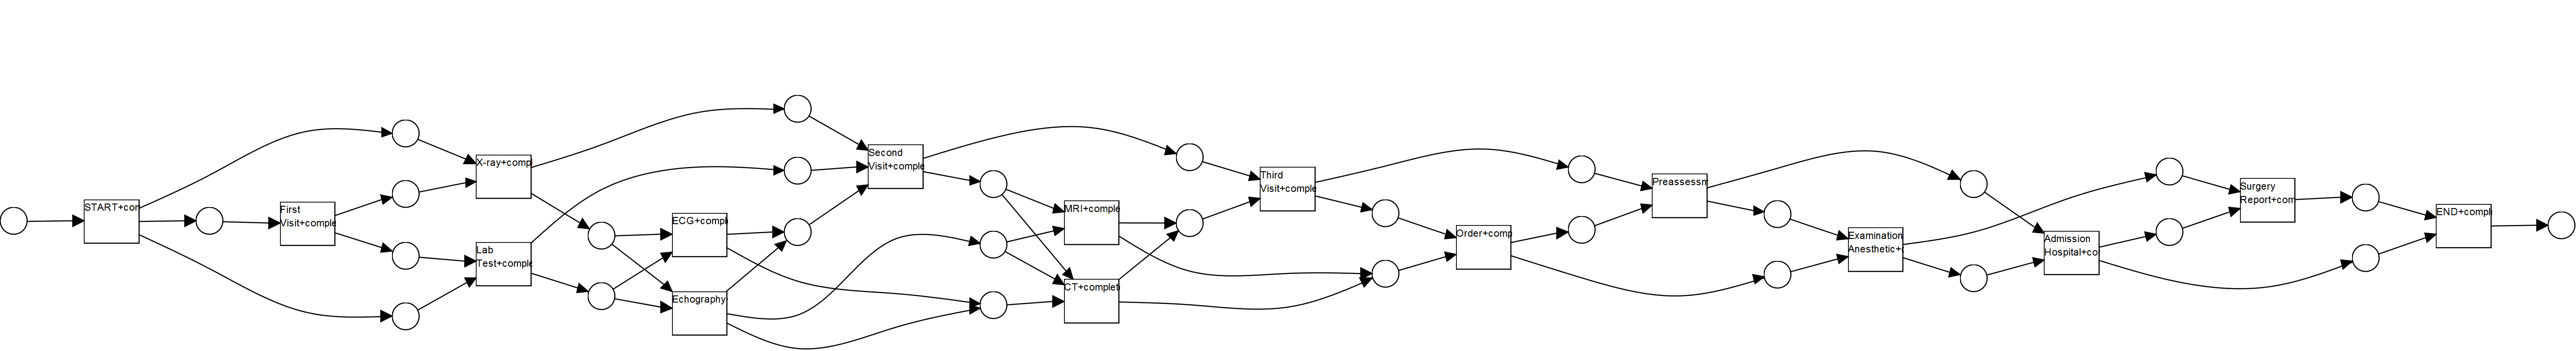 START+con
First
Visit+comple
X-ray+comp
Lab
Test+comple
ECG+compl
Echography
Second
Visit+comple
MRI+comple
CT+complet
Third
Visit+comple
Order+comp
Preassessn
Examination
Anesthetic+
Admission
Hospital+co
Surgery
Report+com
END+compl